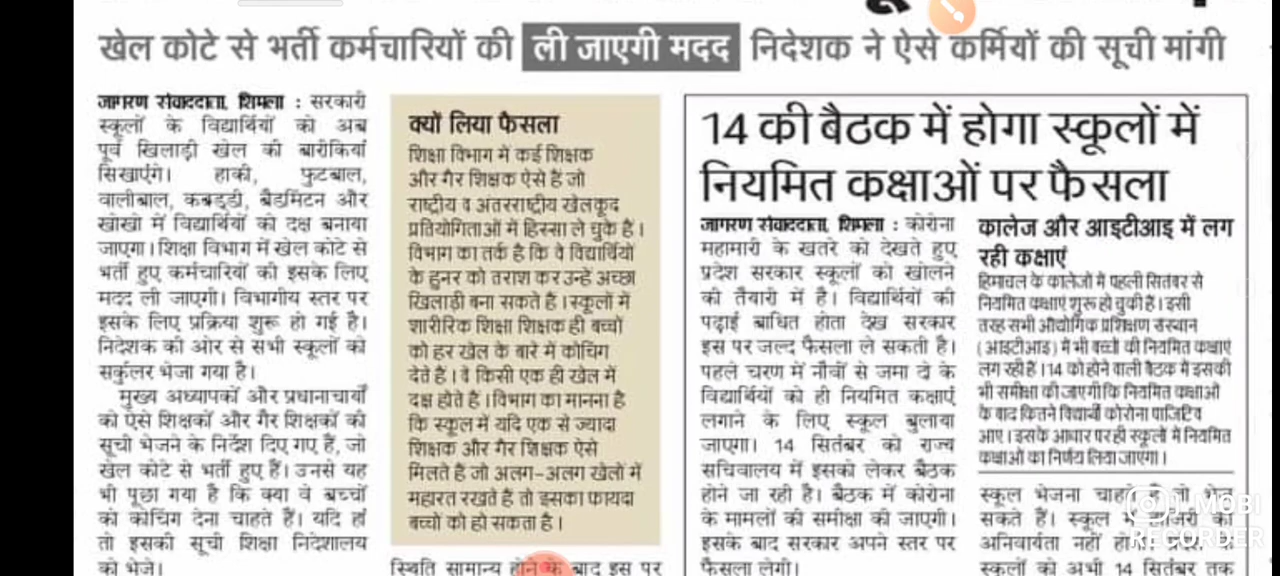 खेल कोटे से भर्ती कर्मचारियों की ली जाएगी मदद निदेशक ने ऐसे कर्मियों की सूची मांगी
जागरण संवाददाता, शिमला : सरकारी
स्कूलों के विद्यार्थियों को अब
पूर्व खिलाड़ी खेल की बारीकियां
सिखाएंगे। हाकी, फुटबाल,
वालीबाल, कबड्डी, बैडमिंटन और
खोखो में विद्यार्थियों को दक्ष बनाया
जाएगा। शिक्षा विभाग में खेल कोटे से
भर्ती हुए कर्मचारियों की इसके लिए
मदद ली जाएगी। विभागीय स्तर पर
इसके लिए प्रक्रिया शुरू हो गई है।
निदेशक की ओर से सभी स्कूलों को
सर्कुलर भेजा गया है।
मुख्य अध्यापकों और प्रधानाचार्यों
को ऐसे शिक्षकों और गैर शिक्षकों की
सूची भेजने के निर्देश दिए गए हैं, जो
खेल कोटे से भर्ती हुए हैं। उनसे यह
भी पूछा गया है कि क्या वे बच्चों
को कोचिंग देना चाहते हैं। यदि हां
तो इसकी सूची शिक्षा निदेशालय
को भेजे।
क्यों लिया फैसला
शिक्षा विभाग में कई शिक्षक
और गैर शिक्षक ऐसे हैं जो
राष्ट्रीय व अंतरराष्ट्रीय खेलकूद
प्रतियोगिताओं में हिस्सा ले चुके हैं।
विभाग का तर्क है कि वे विद्यार्थियों
के हुनर को तराश कर उन्हें अच्छा
खिलाड़ी बना सकते हैं। स्कूलों में
शारीरिक शिक्षा शिक्षक ही बच्चों
को हर खेल के बारे में कोचिंग
देते हैं। वे किसी एक ही खेल में
दक्ष होते हैं। विभाग का मानना है
कि स्कूल में यदि एक से ज्यादा
शिक्षक और गैर शिक्षक ऐसे
मिलते हैं जो अलग-अलग खेलों में
महारत रखते हैं तो इसका फायदा
बच्चों को हो सकता है।
स्थिति सामान्य होने के बाद इस पर
14 की बैठक में होगा स्कूलों में
नियमित कक्षाओं पर फैसला
जागरण संवाददाता, शिमला : कोरोना
महामारी के खतरे को देखते हुए
प्रदेश सरकार स्कूलों को खोलने
की तैयारी में है। विद्यार्थियों की
पढ़ाई बाधित होता देख सरकार
इस पर जल्द फैसला ले सकती है।
पहले चरण में नौवीं से जमा दो के
विद्यार्थियों को ही नियमित कक्षाएं
लगाने के लिए स्कूल बुलाया
जाएगा। 14 सितंबर को राज्य
सचिवालय में इसको लेकर बैठक
होने जा रही है। बैठक में कोरोना
के मामलों की समीक्षा की जाएगी।
इसके बाद सरकार अपने स्तर पर
फैसला लेगी।
कालेज और आइटीआइ में लग
रही कक्षाएं
हिमाचल के कालेजों में पहली सितंबर से
नियमित कक्षाएं शुरू हो चुकी हैं। इसी
तरह सभी औद्योगिक प्रशिक्षण संस्थान
(आइटीआइ) में भी बच्चों की नियमित कक्षाएं
लग रही हैं। 14 को होने वाली बैठक में इसकी
भी समीक्षा की जाएगी कि नियमित कक्षाओं
के बाद कितने विद्यार्थी कोरोना पाजिटिव
आए। इसके आधार पर ही स्कूलों में नियमित
कक्षाओं का निर्णय लिया जाएगा।
स्कूल भेजना चाहते तो भेज
सकते हैं। स्कूल में हाजिरी की
अनिवार्यता नहीं
स्कूलों को अभी 14 सितंबर तक
MOBI
RECORDER